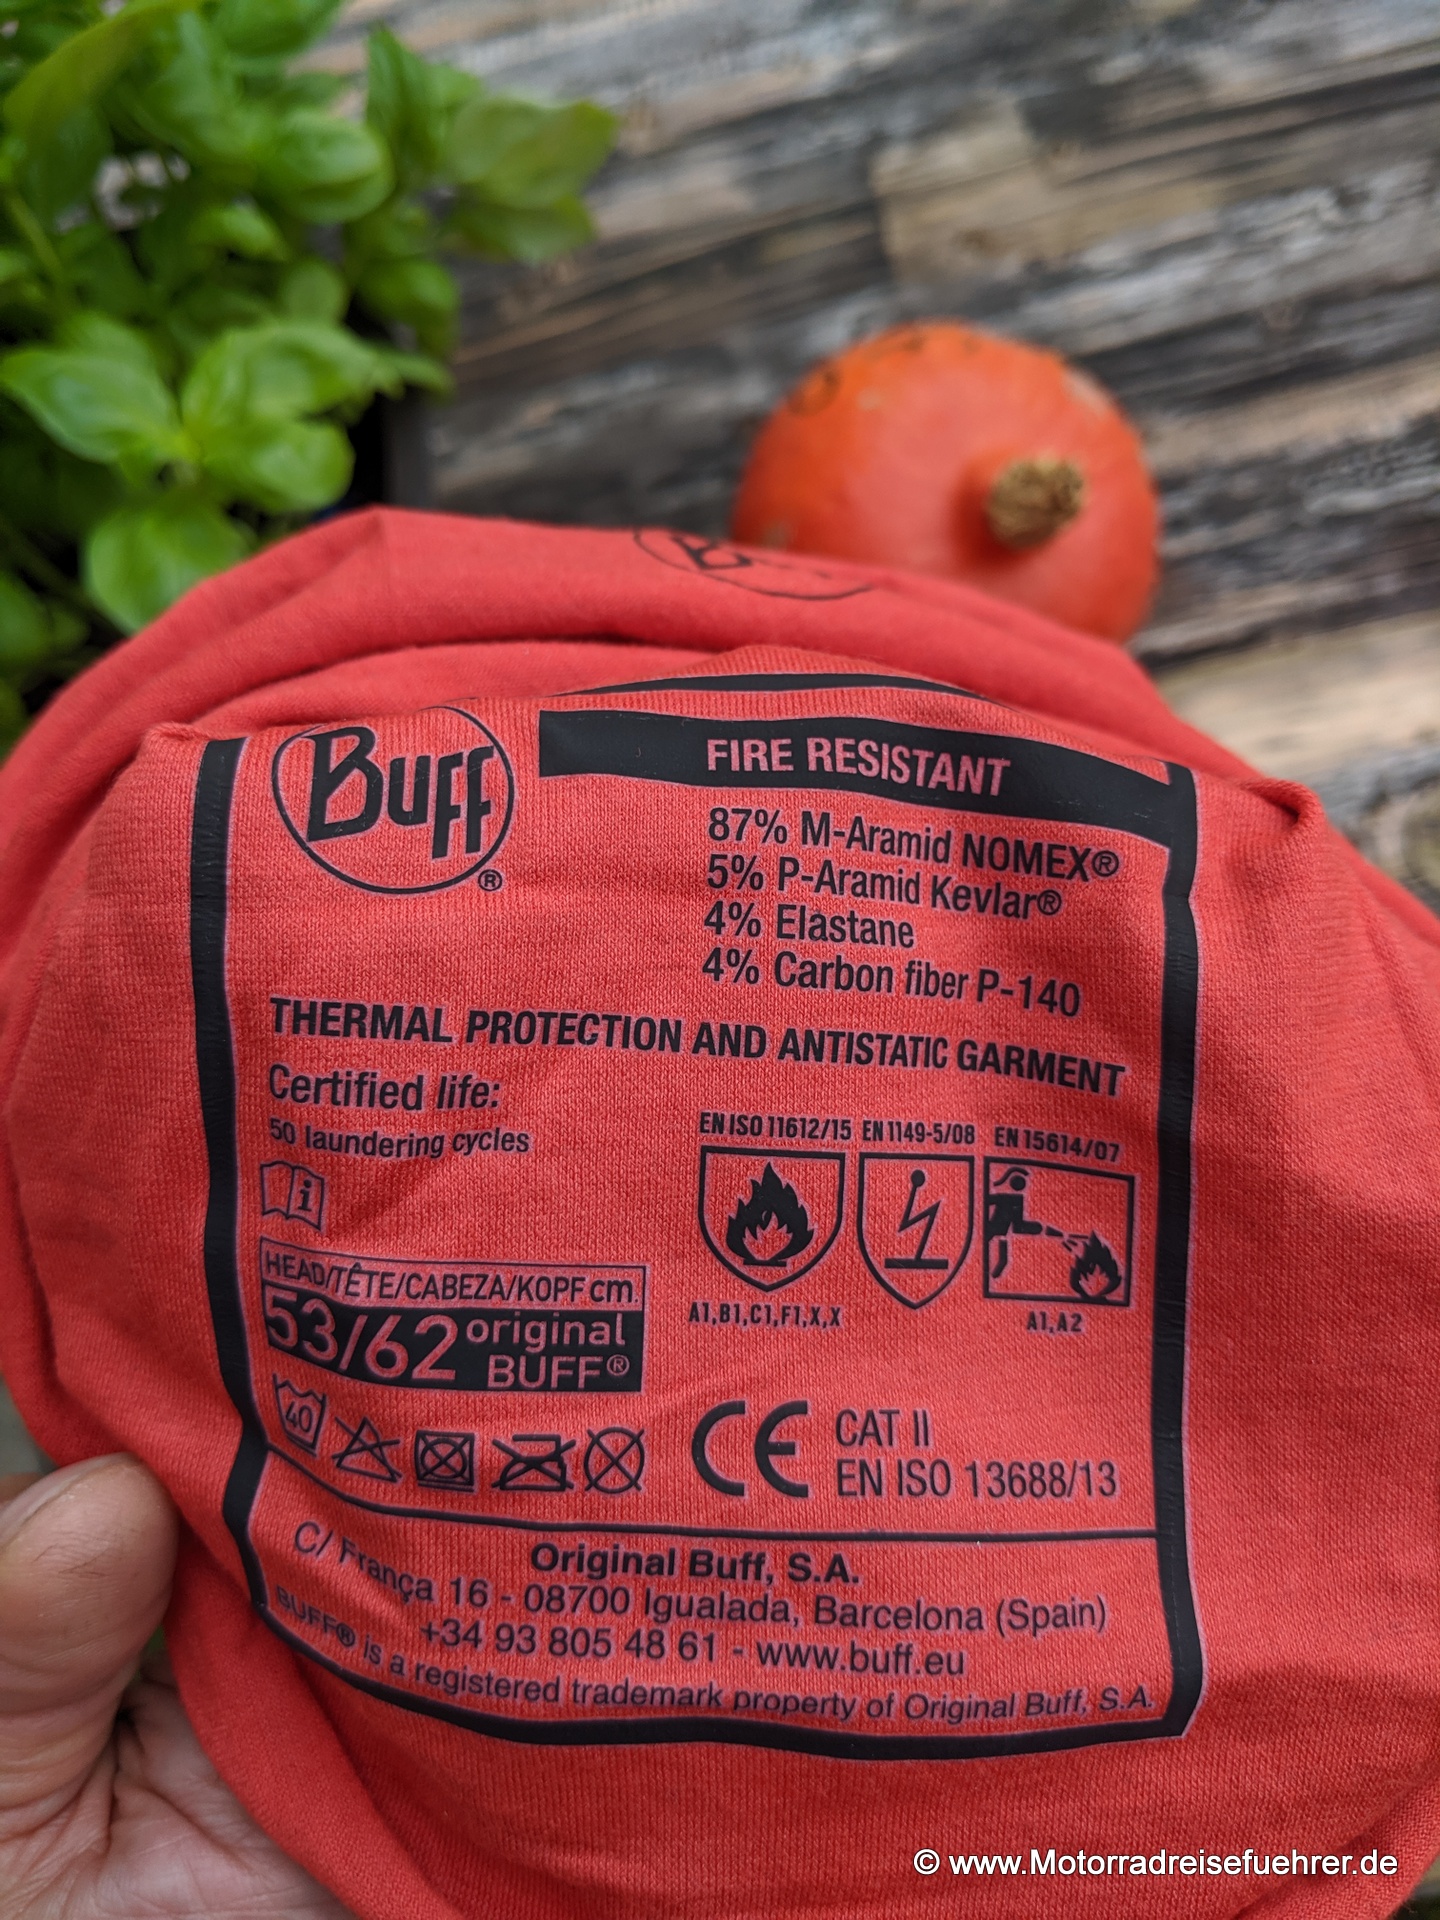 BUFF®
FIRE RESISTANT
87% M-Aramid NOMEX®
5% P-Aramid Kevlar®
4% Elastane
4% Carbon fiber P-140
THERMAL PROTECTION AND ANTISTATIC GARMENT
Certified life:
50 laundering cycles
EN ISO 11612/15 EN 1149-5/08 EN 15614/07
i
A1,B1,C1,F1,X,X
A1,A2
HEAD/TÊTE/CABEZA/KOPF cm.
53/62 original
BUFF®
40
CE CAT II
EN ISO 13688/13
Original Buff, S.A.
C/ França 16 - 08700 Igualada, Barcelona (Spain)
+34 93 805 48 61 - www.buff.eu
BUFF® is a registered trademark property of Original Buff, S.A.
© www.Motorradreisefuehrer.de